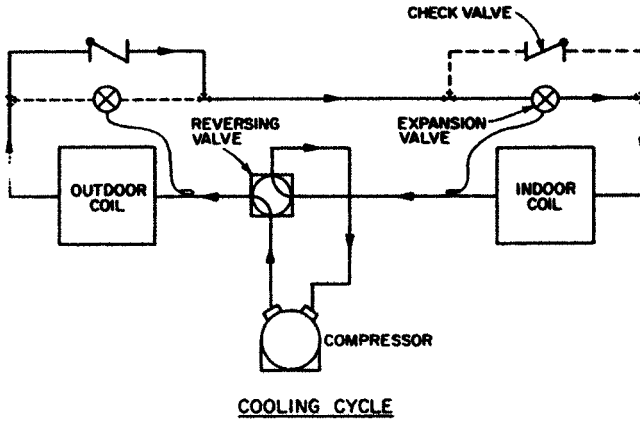 CHECK VALVE
REVERSING
VALVE
EXPANSION
VALVE
OUTDOOR
COIL
INDOOR
COIL
COMPRESSOR
COOLING CYCLE